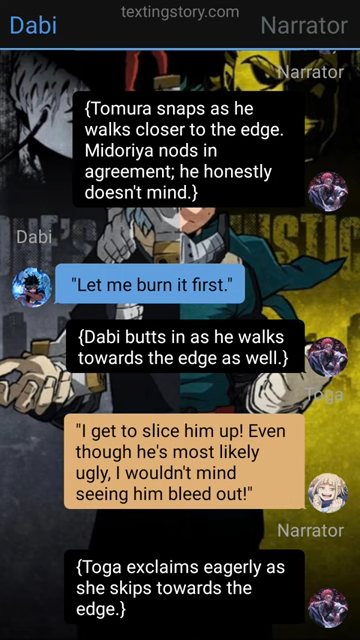 textingstory.com
Dabi Narrator
Narrator
{Tomura snaps as he
walks closer to the edge.
Midoriya nods in
agreement; he honestly
doesn't mind.}
Dabi
"Let me burn it first."
{Dabi butts in as he walks
towards the edge as well.}
Toga
"I get to slice him up! Even
though he's most likely
ugly, I wouldn't mind
seeing him bleed out!"
Narrator
{Toga exclaims eagerly as
she skips towards the
edge.}